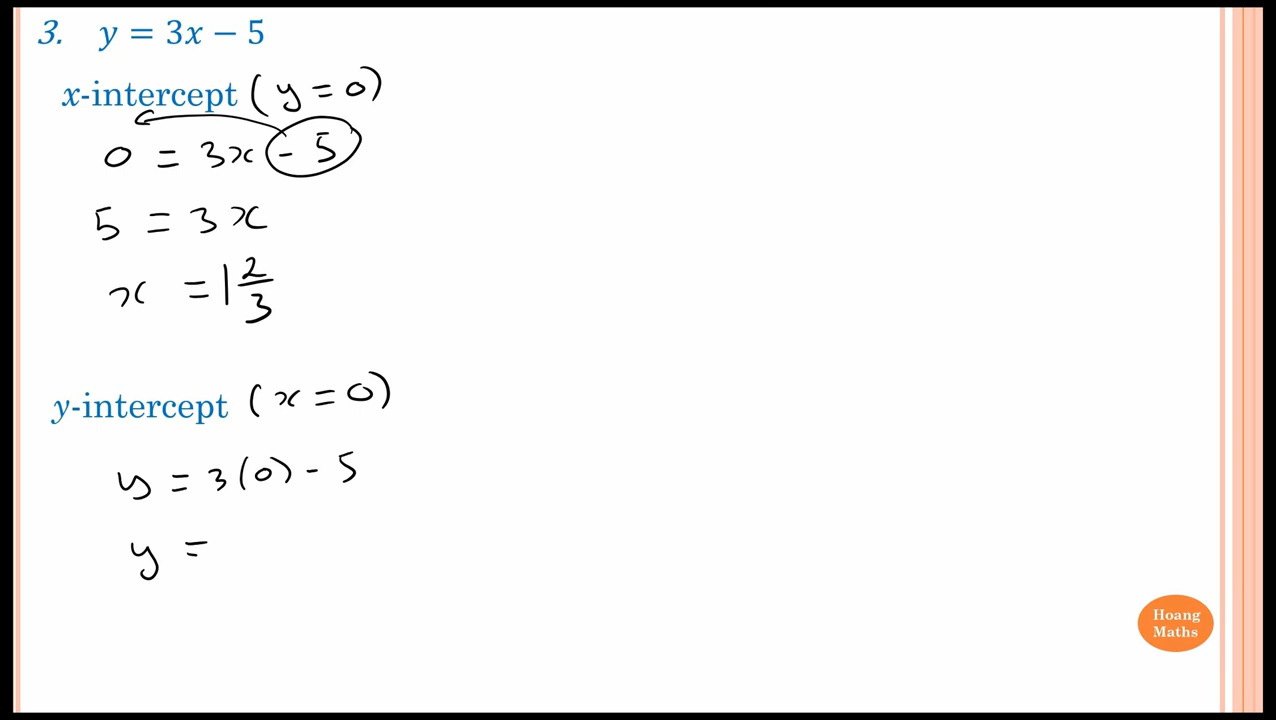 3. y = 3x − 5
x-intercept (y = 0)
0 = 3x - 5
5 = 3x
x = 1 2/3
y-intercept (x = 0)
y = 3(0) - 5
y =
Hoang
Maths